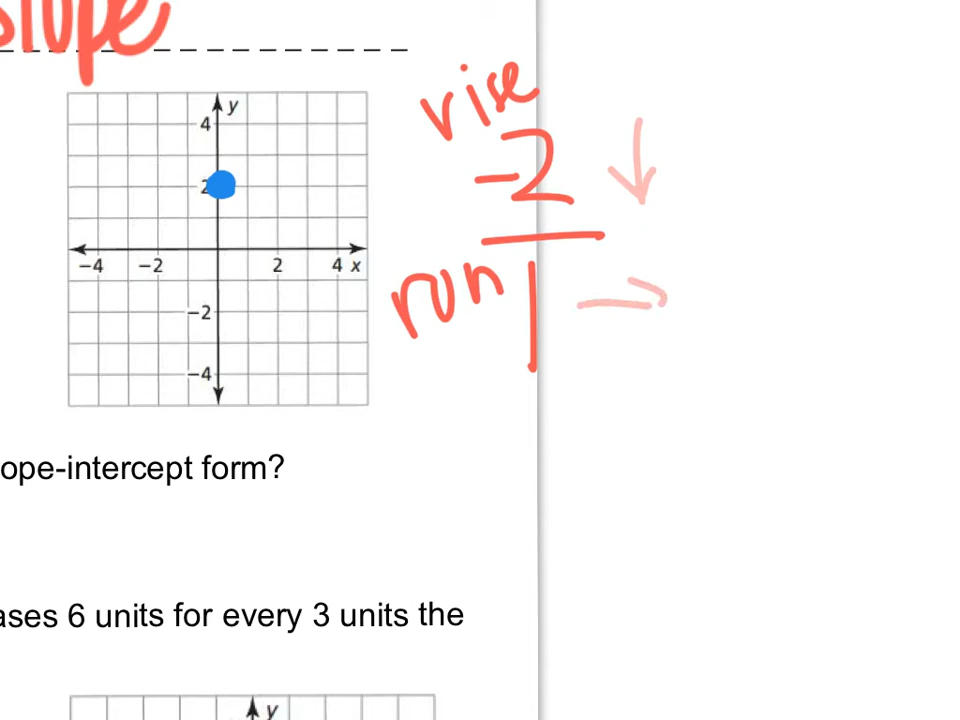 slope
rise
-2
run 1
y
4
2
-4 -2 2 4 x
-2
-4
ope-intercept form?
ases 6 units for every 3 units the
y